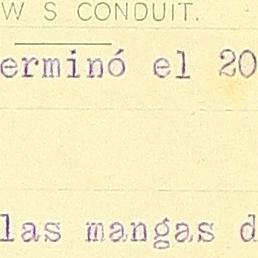 W S CONDUIT.
erminó el 20
las mangas d